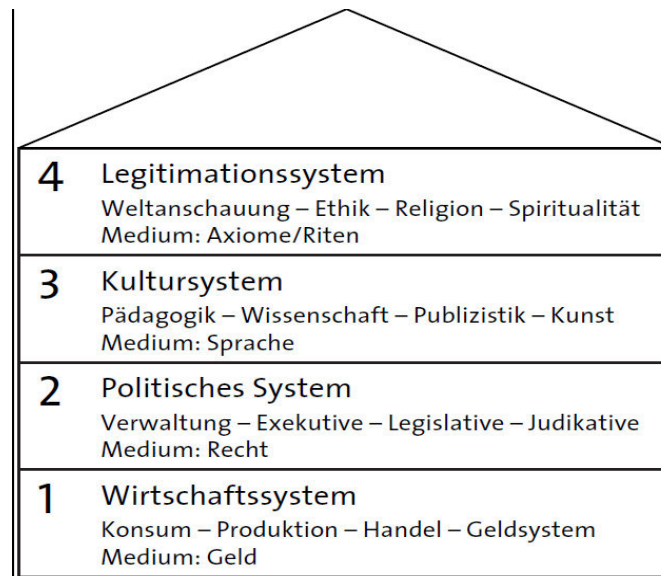 4 Legitimationssystem
Weltanschauung – Ethik – Religion – Spiritualität
Medium: Axiome/Riten
3 Kultursystem
Pädagogik – Wissenschaft – Publizistik – Kunst
Medium: Sprache
2 Politisches System
Verwaltung – Exekutive – Legislative – Judikative
Medium: Recht
1 Wirtschaftssystem
Konsum – Produktion – Handel – Geldsystem
Medium: Geld